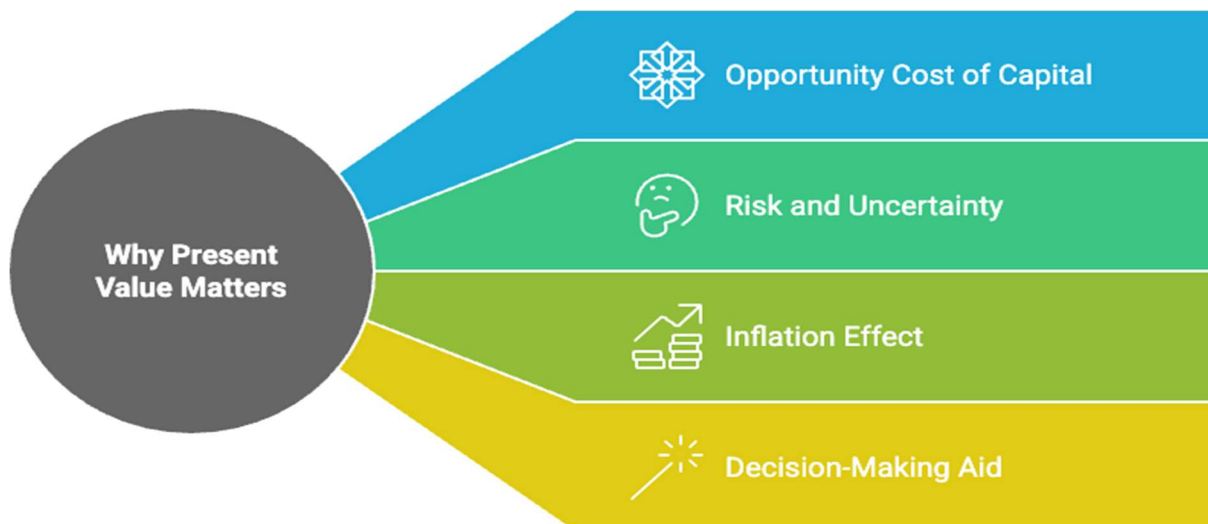 Why Present
Value Matters
Opportunity Cost of Capital
Risk and Uncertainty
Inflation Effect
Decision-Making Aid